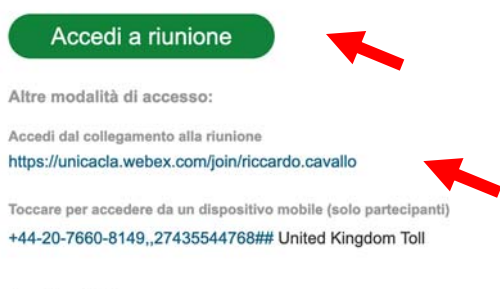 Accedi a riunione
Altre modalità di accesso:
Accedi dal collegamento alla riunione
https://unicacla.webex.com/join/riccardo.cavallo
Toccare per accedere da un dispositivo mobile (solo partecipanti)
+44-20-7660-8149,,27435544768## United Kingdom Toll